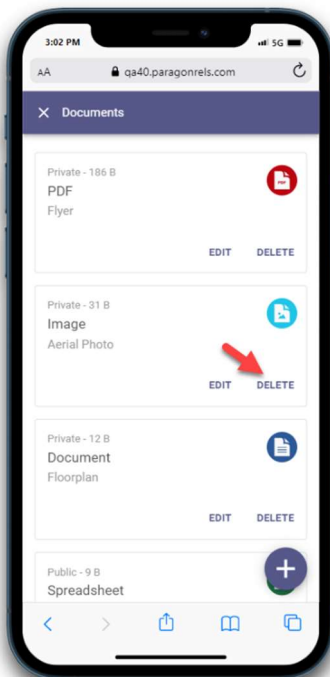 3:02 PM
5G
AA
qa40.paragonrels.com
Documents
Private - 186 B
PDF
PDF
Flyer
EDIT
DELETE
Private - 31 B
Image
Aerial Photo
EDIT
DELETE
Private - 12 B
Document
Floorplan
EDIT
DELETE
Public - 9 B
Spreadsheet